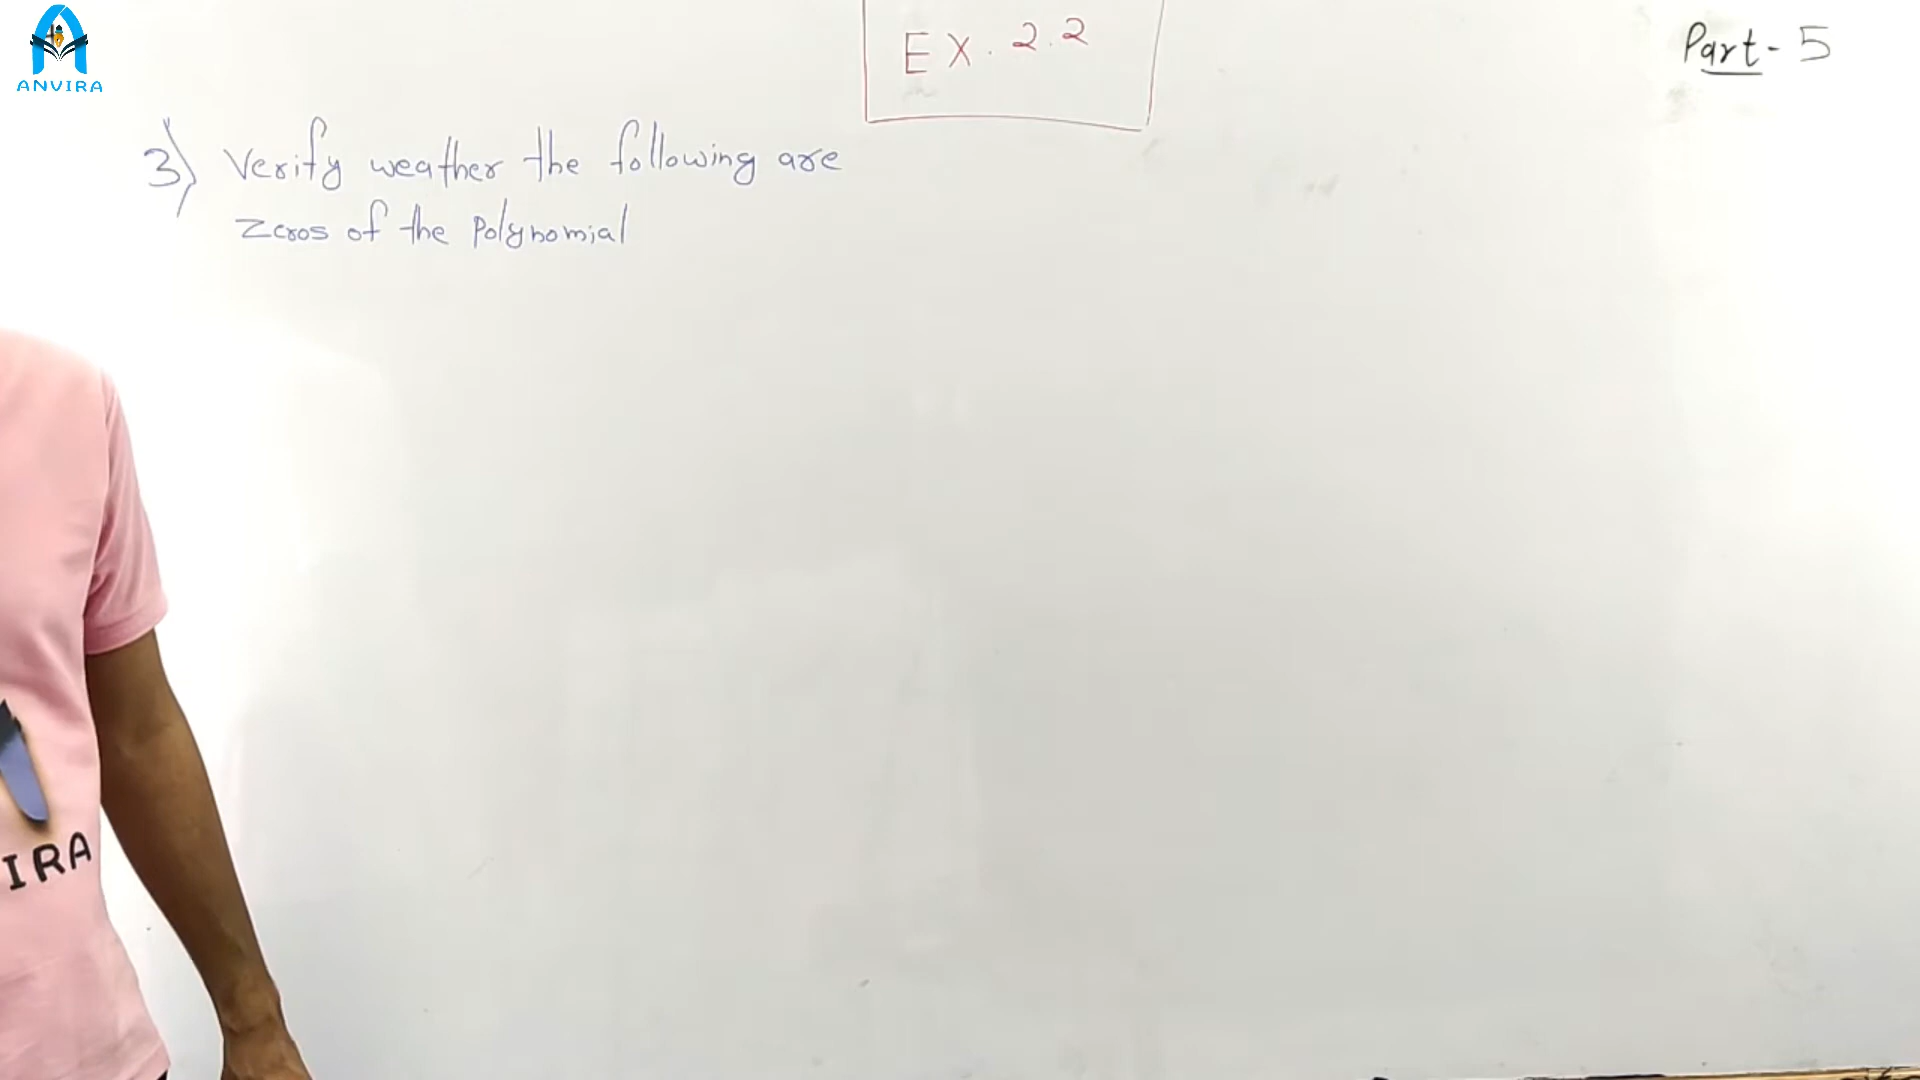 ANVIRA
EX. 2.2
Part - 5
3) Verify weather the following are
zeros of the polynomial
IRA